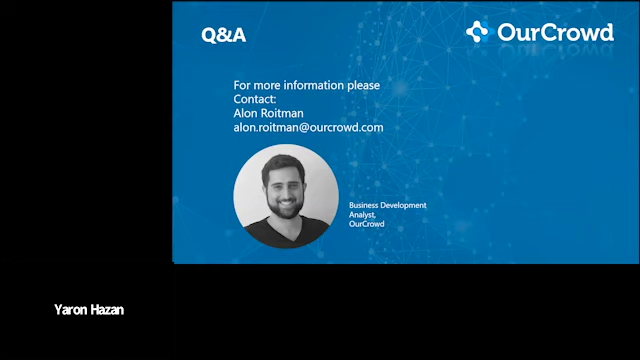 Q&A
OurCrowd
For more information please
Contact:
Alon Roitman
alon.roitman@ourcrowd.com
Business Development
Analyst,
OurCrowd
Yaron Hazan